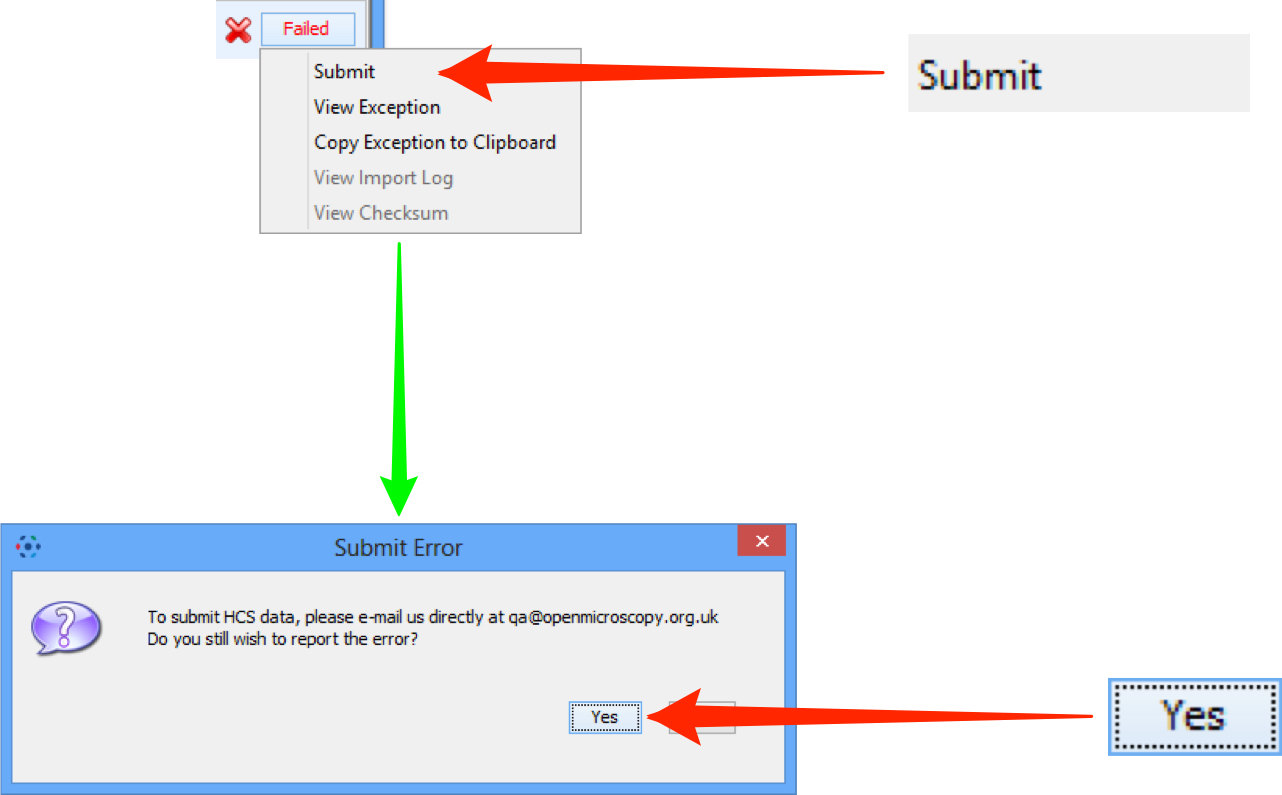 Failed
Submit
Submit
View Exception
Copy Exception to Clipboard
View Import Log
View Checksum
Submit Error
To submit HCS data, please e-mail us directly at qa@openmicroscopy.org.uk
Do you still wish to report the error?
Yes
Yes